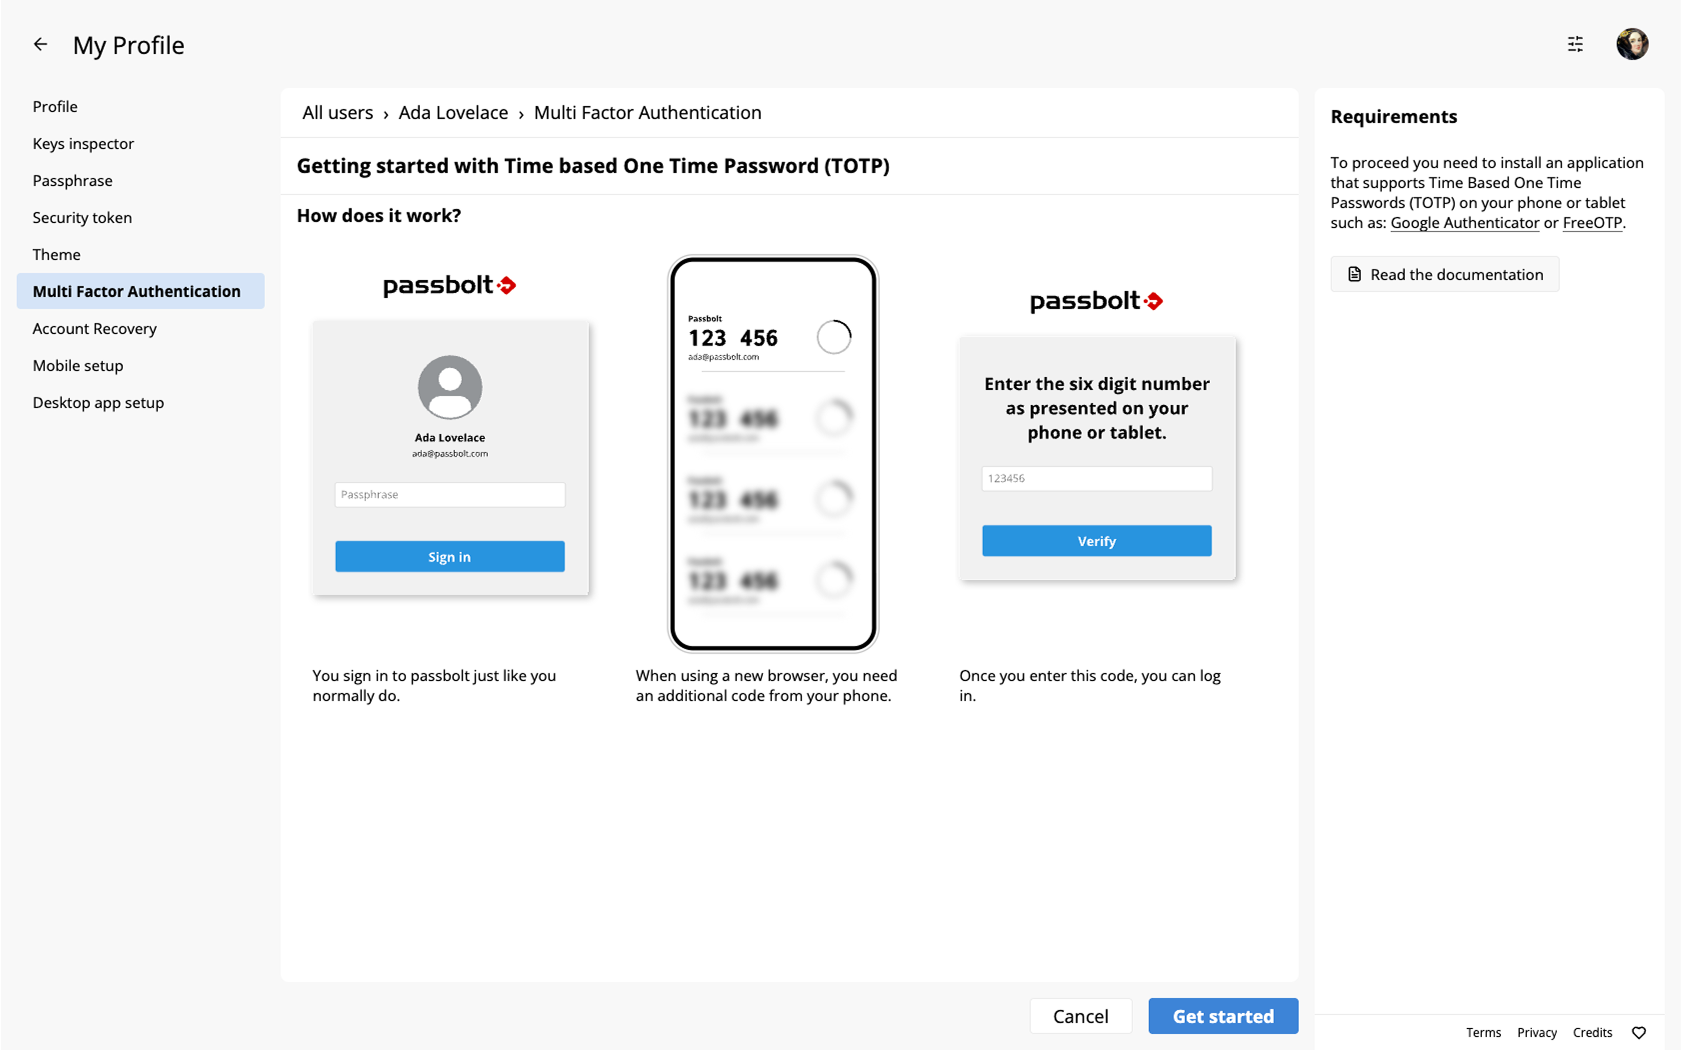 My Profile
Profile
Keys inspector
Passphrase
Security token
Theme
Multi Factor Authentication
Account Recovery
Mobile setup
Desktop app setup
All users › Ada Lovelace › Multi Factor Authentication
Getting started with Time based One Time Password (TOTP)
How does it work?
passbolt
Ada Lovelace
ada@passbolt.com
Passphrase
Sign in
You sign in to passbolt just like you
normally do.
Passbolt
123 456
ada@passbolt.com
123 456
123 456
123 456
When using a new browser, you need
an additional code from your phone.
passbolt
Enter the six digit number
as presented on your
phone or tablet.
123456
Verify
Once you enter this code, you can log
in.
Cancel
Get started
Requirements
To proceed you need to install an application
that supports Time Based One Time
Passwords (TOTP) on your phone or tablet
such as: Google Authenticator or FreeOTP.
Read the documentation
Terms
Privacy
Credits